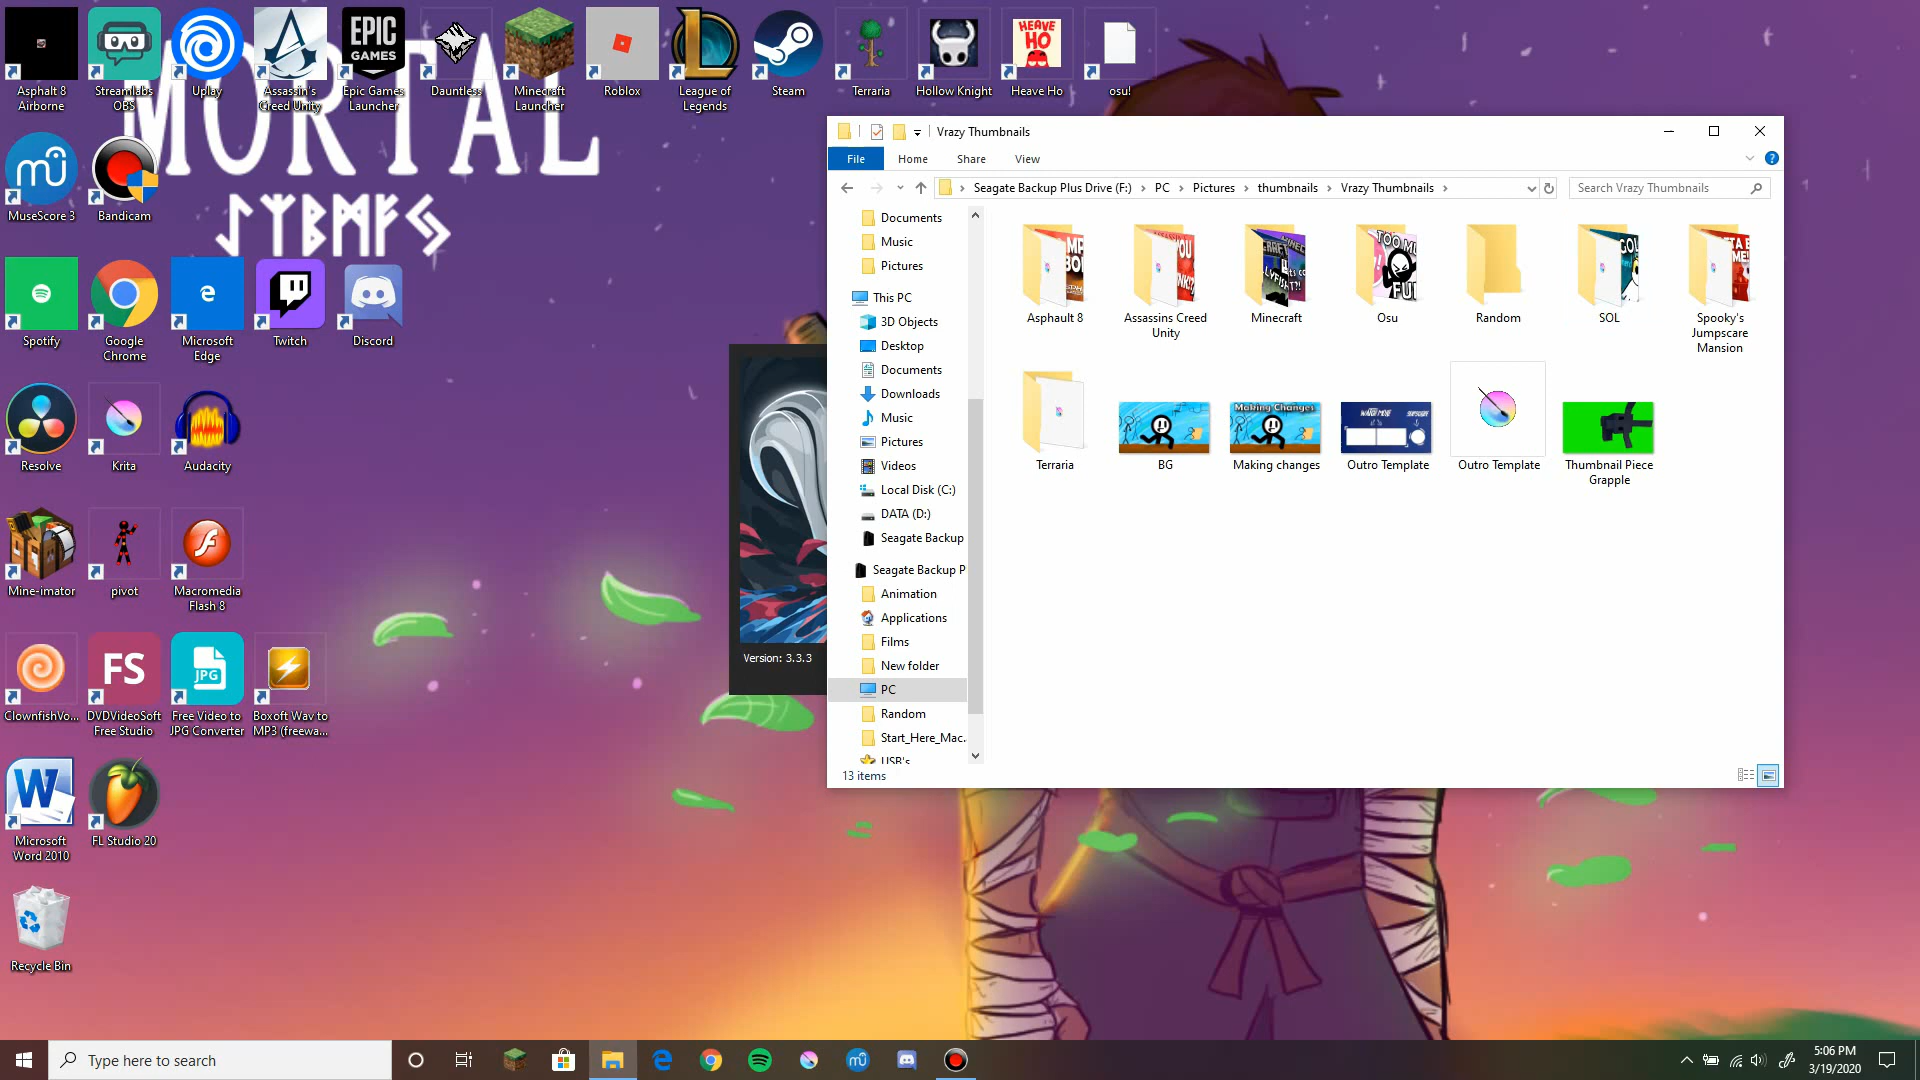 Asphalt 8
Airborne
Streamlabs
OBS
Uplay
Assassin's
Creed Unity
EPIC
GAMES
Epic Games
Launcher
Dauntless
Minecraft
Launcher
Roblox
League of
Legends
Steam
Terraria
Hollow Knight
HEAVE
HO
Heave Ho
osu!
MORTAL
MuseScore 3
Bandicam
Spotify
Google
Chrome
Microsoft
Edge
Twitch
Discord
Resolve
Krita
Audacity
Mine-imator
pivot
Macromedia
Flash 8
ClownfishVo...
FS
DVDVideoSoft
Free Studio
JPG
Free Video to
JPG Converter
Boxoft Wav to
MP3 (freewa...
Microsoft
Word 2010
FL Studio 20
Recycle Bin
Version: 3.3.3
Vrazy Thumbnails
File Home Share View
Seagate Backup Plus Drive (F:) > PC > Pictures > thumbnails > Vrazy Thumbnails >
Search Vrazy Thumbnails
Documents
Music
Pictures
This PC
3D Objects
Desktop
Documents
Downloads
Music
Pictures
Videos
Local Disk (C:)
DATA (D:)
Seagate Backup
Seagate Backup P
Animation
Applications
Films
New folder
PC
Random
Start_Here_Mac.
USB's
Asphault 8
Assassins Creed
Unity
Minecraft
Osu
Random
SOL
Spooky's
Jumpscare
Mansion
Terraria
BG
Making Changes
Making changes
Outro Template
Outro Template
Thumbnail Piece
Grapple
13 items
Type here to search
5:06 PM
3/19/2020